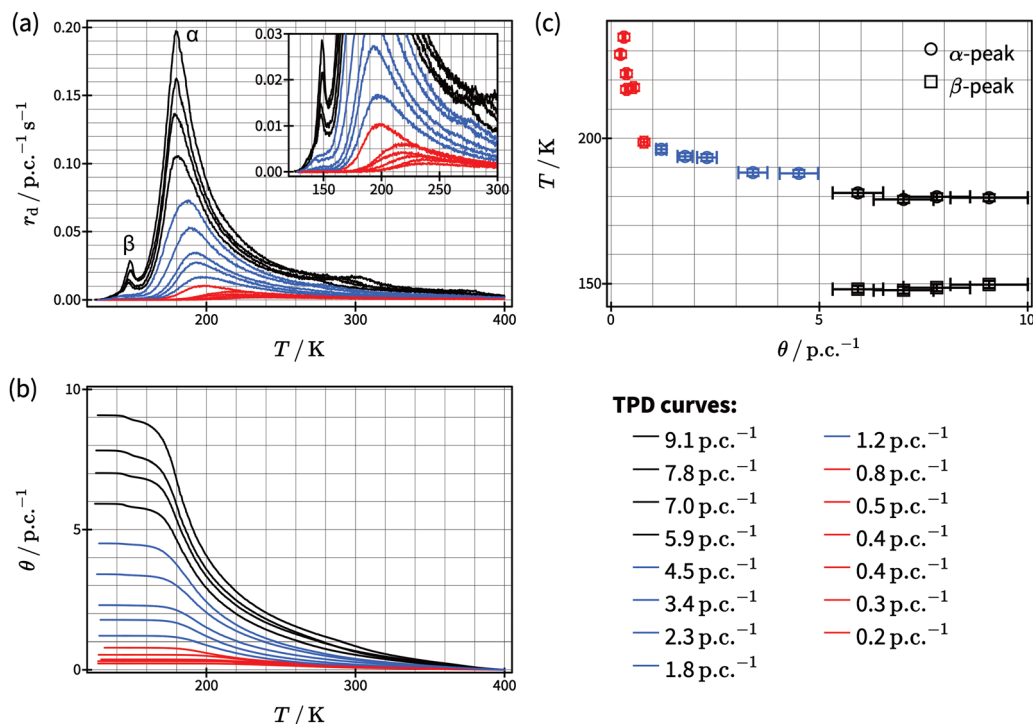 (a)
0.20
0.15
0.10
0.05
0.00
r_d / p.c.⁻¹ s⁻¹
α
β
0.03
0.02
0.01
0.00
150
200
250
300
200
300
400
T / K
(b)
10
5
0
θ / p.c.⁻¹
200
300
400
T / K
(c)
α-peak
β-peak
200
150
T / K
0
5
10
θ / p.c.⁻¹
TPD curves:
9.1 p.c.⁻¹
7.8 p.c.⁻¹
7.0 p.c.⁻¹
5.9 p.c.⁻¹
4.5 p.c.⁻¹
3.4 p.c.⁻¹
2.3 p.c.⁻¹
1.8 p.c.⁻¹
1.2 p.c.⁻¹
0.8 p.c.⁻¹
0.5 p.c.⁻¹
0.4 p.c.⁻¹
0.4 p.c.⁻¹
0.3 p.c.⁻¹
0.2 p.c.⁻¹